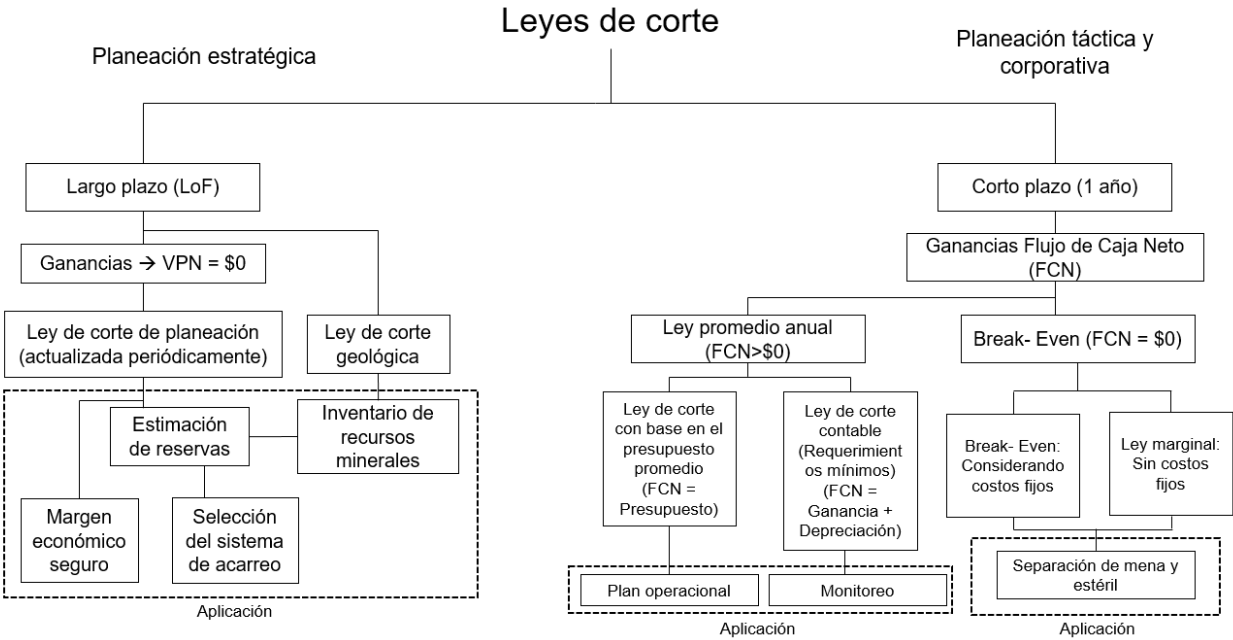 Leyes de corte
Planeación estratégica
Planeación táctica y
corporativa
Largo plazo (LoF)
Corto plazo (1 año)
Ganancias → VPN = $0
Ganancias Flujo de Caja Neto
(FCN)
Ley de corte de planeación
(actualizada periódicamente)
Ley de corte
geológica
Ley promedio anual
(FCN>$0)
Break- Even (FCN = $0)
Estimación
de reservas
Inventario de
recursos
minerales
Margen
económico
seguro
Selección
del sistema
de acarreo
Aplicación
Ley de corte
con base en el
presupuesto
promedio
(FCN =
Presupuesto)
Ley de corte
contable
(Requerimient
os mínimos)
(FCN =
Ganancia +
Depreciación)
Break- Even:
Considerando
costos fijos
Ley marginal:
Sin costos
fijos
Plan operacional
Monitoreo
Aplicación
Separación de mena y
estéril
Aplicación